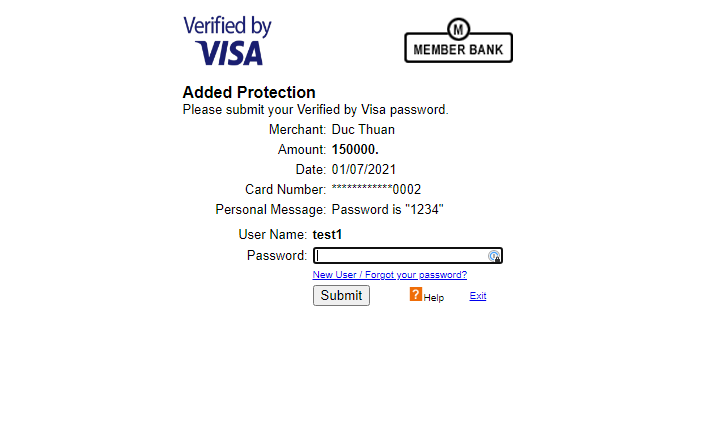 Verified by
VISA
M
MEMBER BANK
Added Protection
Please submit your Verified by Visa password.
Merchant: Duc Thuan
Amount: 150000.
Date: 01/07/2021
Card Number: ************0002
Personal Message: Password is "1234"
User Name: test1
Password:
New User / Forgot your password?
Submit ? Help Exit